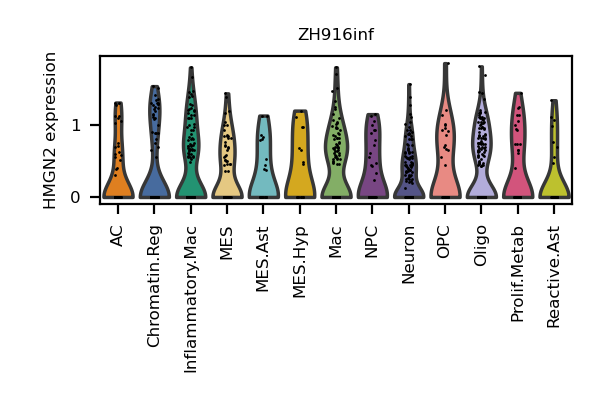 ZH916inf
HMGN2 expression
1
0
AC
Chromatin.Reg
Inflammatory.Mac
MES
MES.Ast
MES.Hyp
Mac
NPC
Neuron
OPC
Oligo
Prolif.Metab
Reactive.Ast